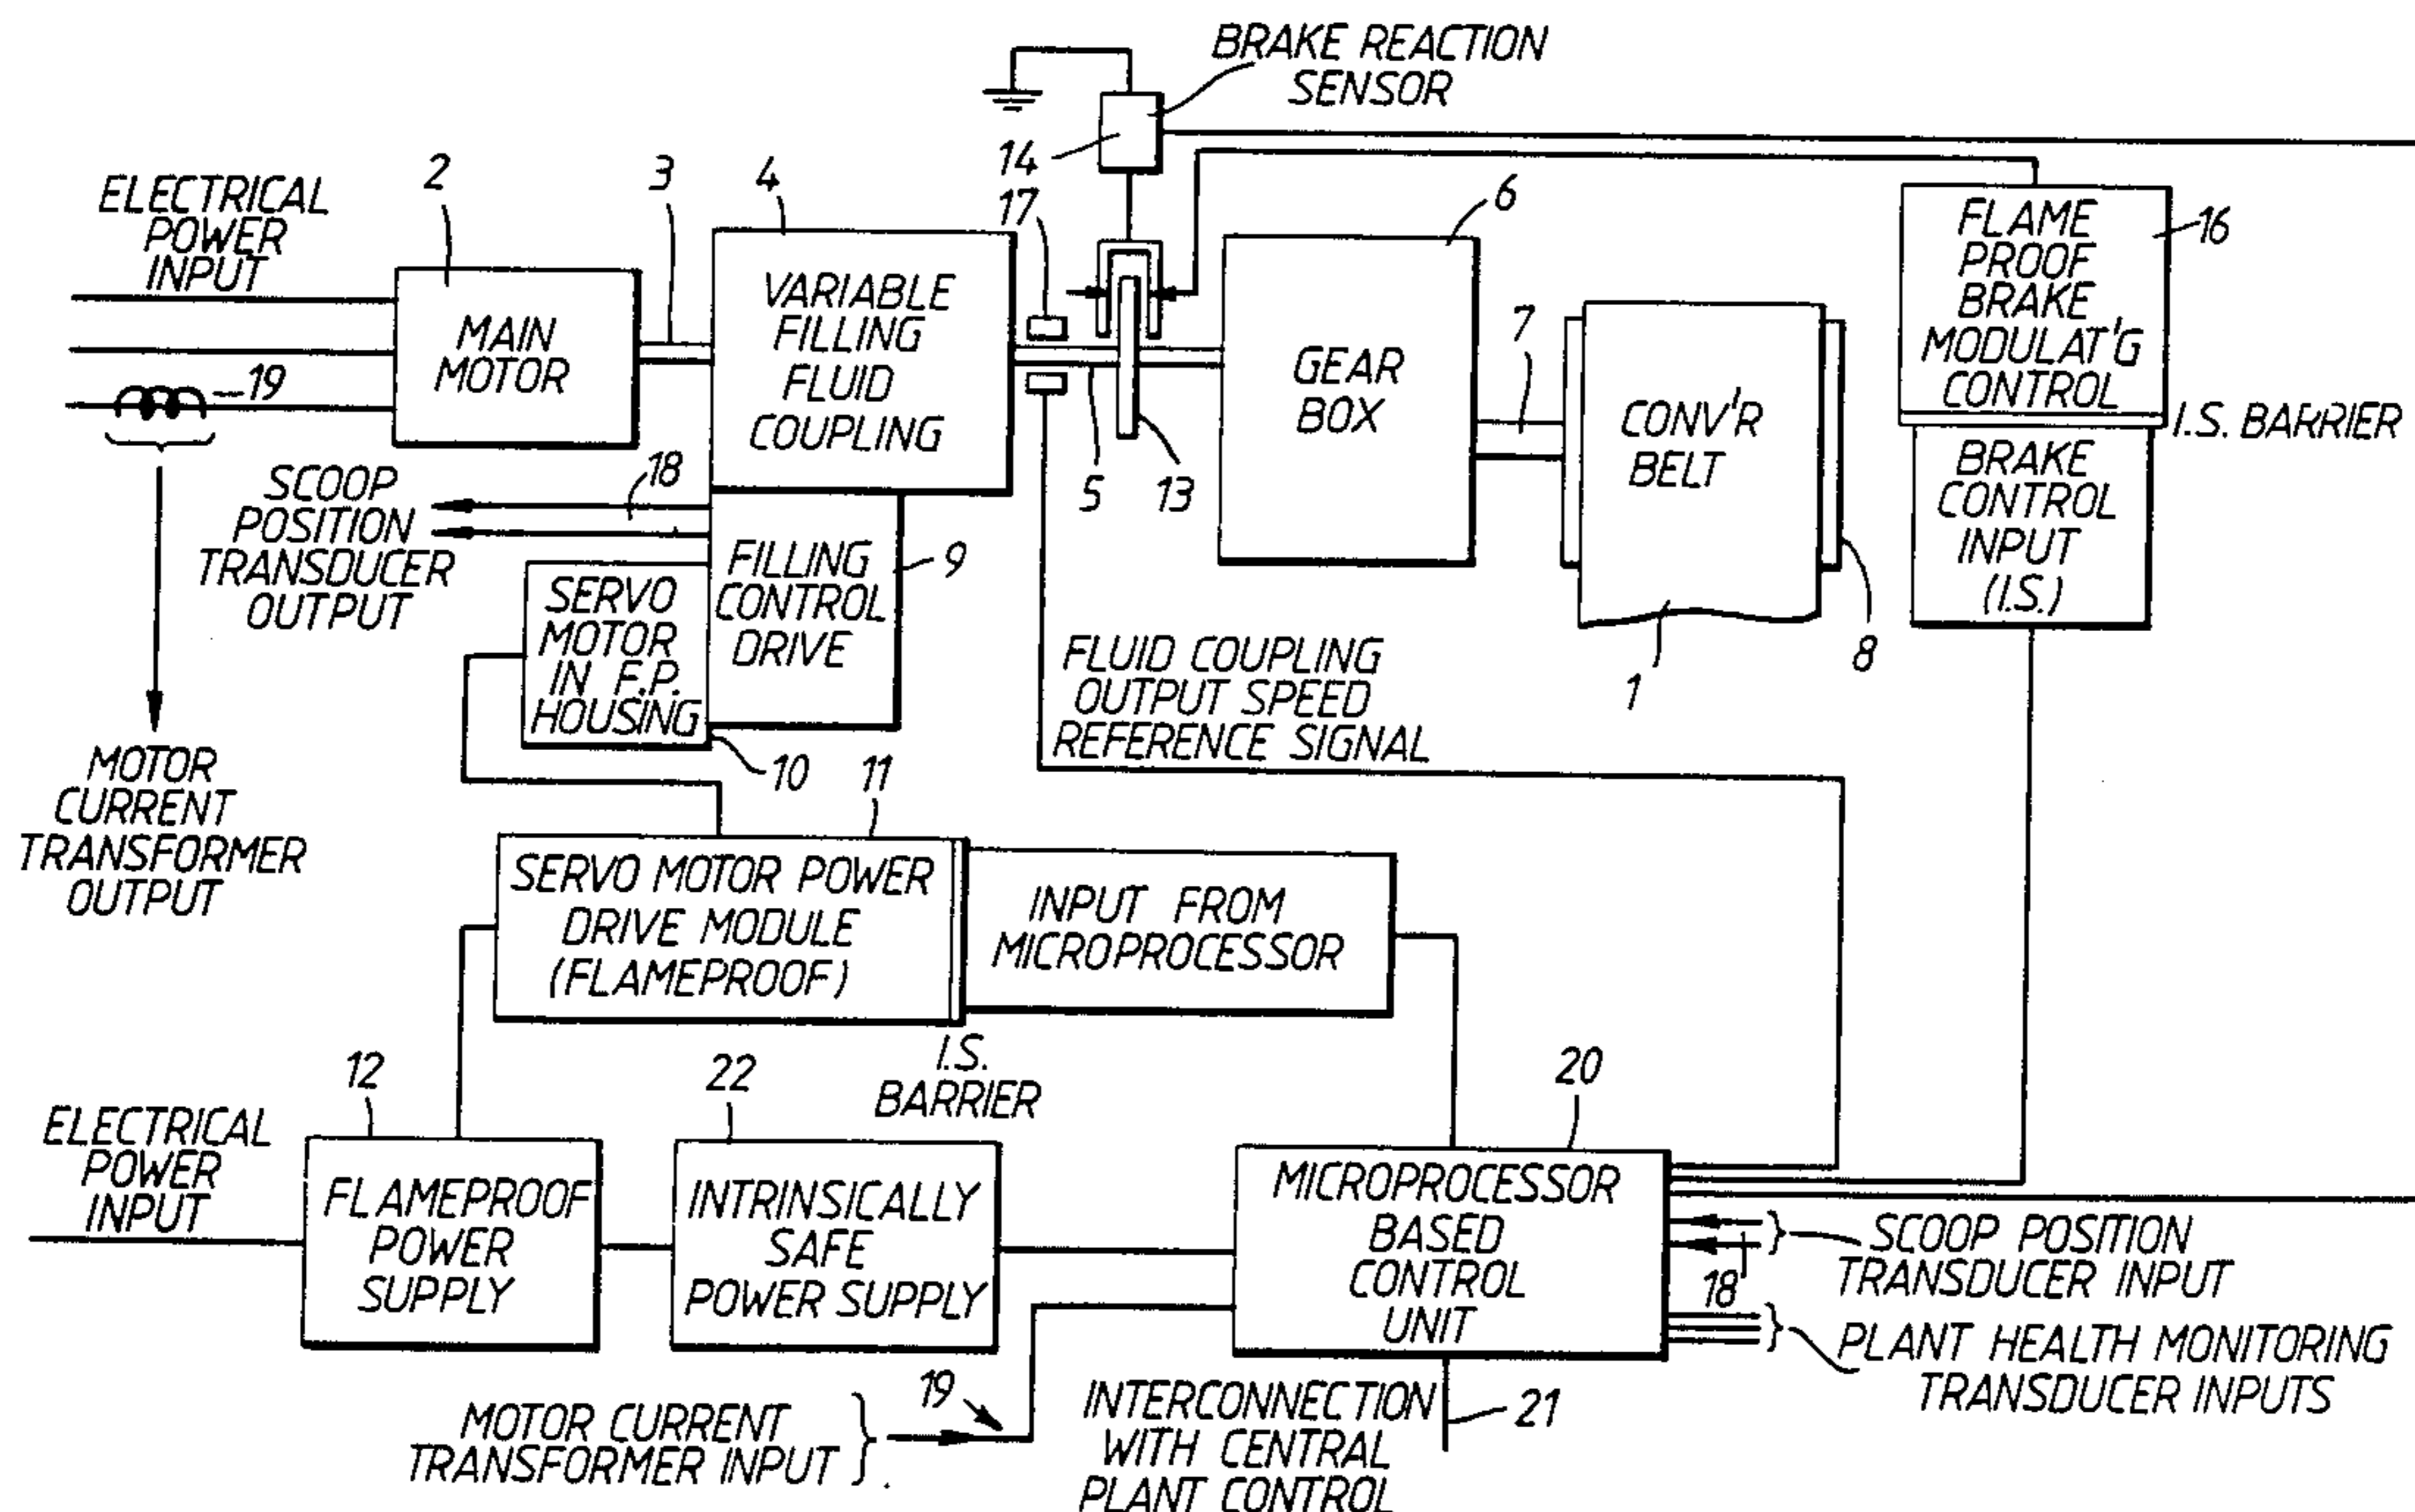 BRAKE REACTION
SENSOR
14
ELECTRICAL
POWER
INPUT
2
3
4
17
6
FLAME
PROOF
BRAKE
MODULAT'G
CONTROL
16
MAIN
MOTOR
VARIABLE
FILLING
FLUID
COUPLING
GEAR
BOX
7
CONV'R
BELT
I.S. BARRIER
19
BRAKE
CONTROL
INPUT
(I.S.)
18
5
13
SCOOP
POSITION
TRANSDUCER
OUTPUT
SERVO
MOTOR
IN F.P.
HOUSING
FILLING
CONTROL
DRIVE
9
1
8
FLUID COUPLING
OUTPUT SPEED
REFERENCE SIGNAL
10
11
MOTOR
CURRENT
TRANSFORMER
OUTPUT
SERVO MOTOR POWER
DRIVE MODULE
(FLAMEPROOF)
INPUT FROM
MICROPROCESSOR
I.S.
BARRIER
12
22
20
ELECTRICAL
POWER
INPUT
FLAMEPROOF
POWER
SUPPLY
INTRINSICALLY
SAFE
POWER SUPPLY
MICROPROCESSOR
BASED
CONTROL
UNIT
SCOOP POSITION
TRANSDUCER INPUT
18
PLANT HEALTH MONITORING
TRANSDUCER INPUTS
19
MOTOR CURRENT
TRANSFORMER INPUT
INTERCONNECTION
WITH CENTRAL
PLANT CONTROL
21